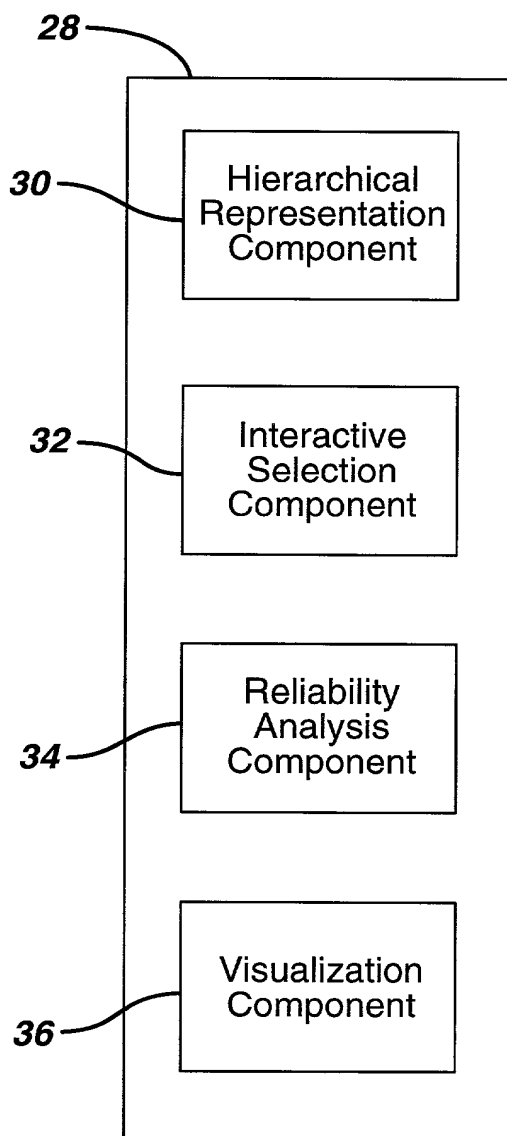 28
30
Hierarchical
Representation
Component
32
Interactive
Selection
Component
34
Reliability
Analysis
Component
36
Visualization
Component